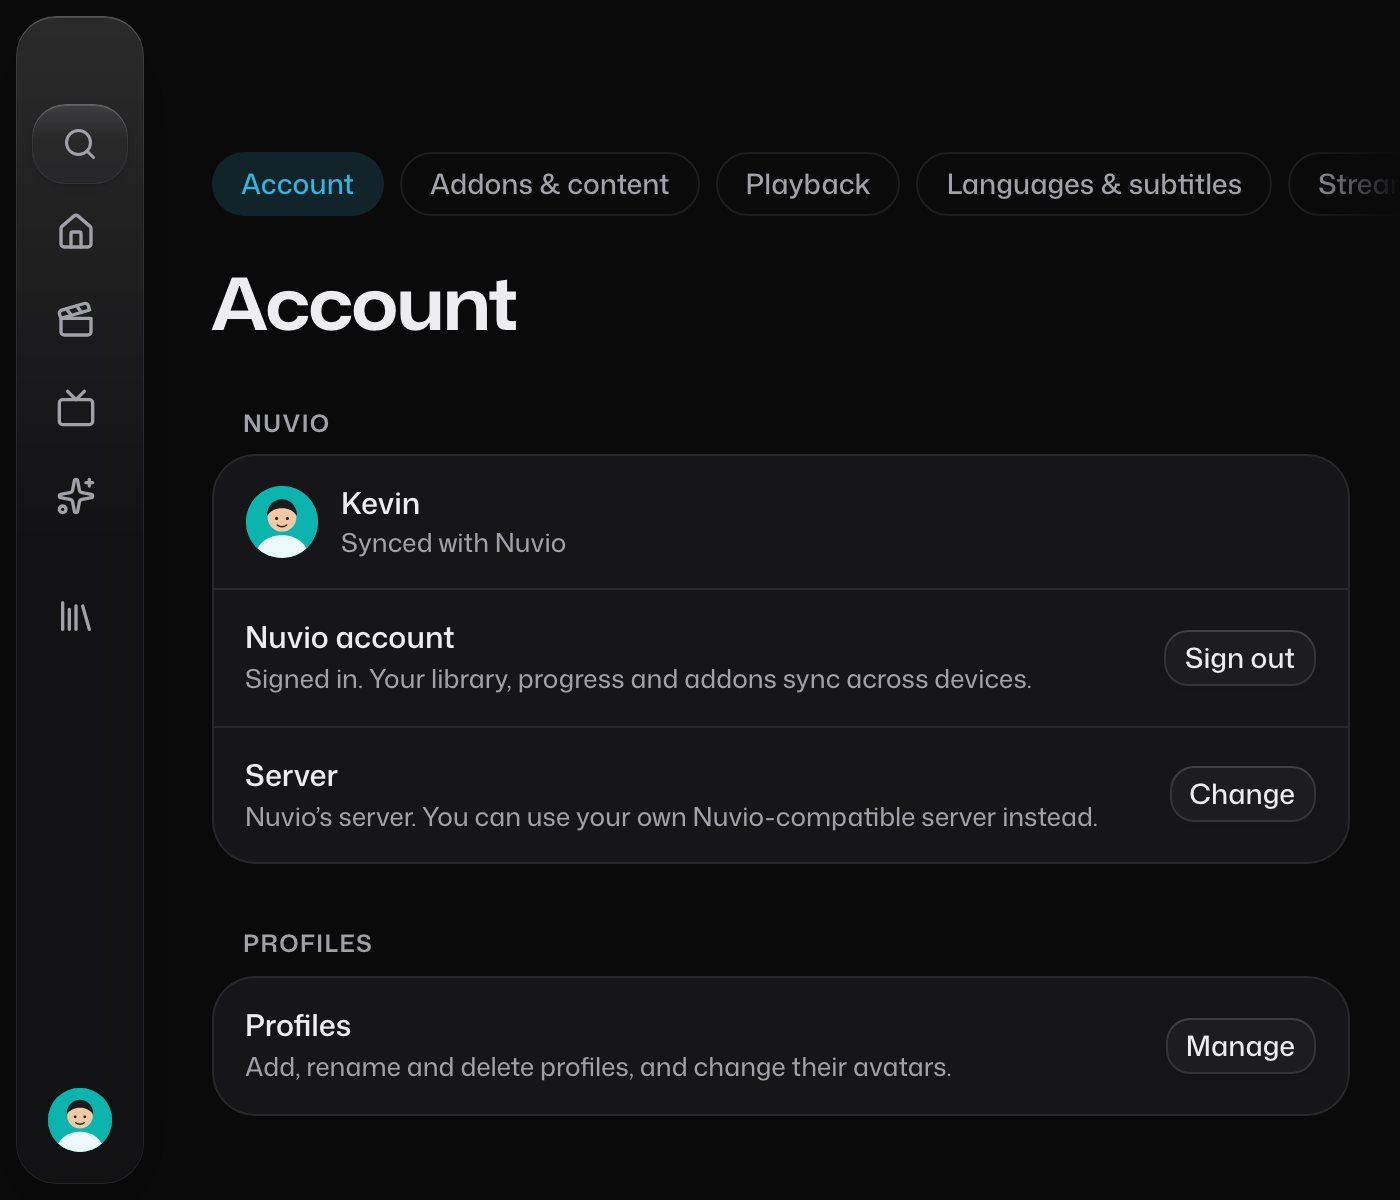 Account
Addons & content
Playback
Languages & subtitles
Account
NUVIO
Kevin
Synced with Nuvio
Nuvio account
Signed in. Your library, progress and addons sync across devices.
Sign out
Server
Nuvio’s server. You can use your own Nuvio-compatible server instead.
Change
PROFILES
Profiles
Add, rename and delete profiles, and change their avatars.
Manage